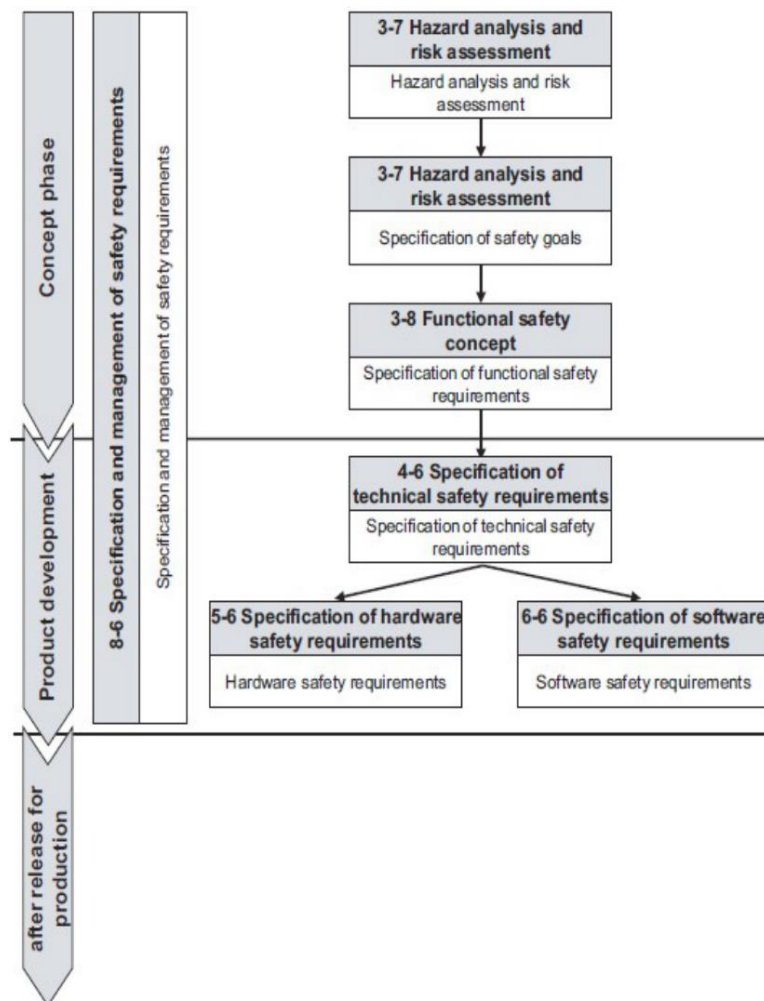 Concept phase
Product development
after release for
production
8-6 Specification and management of safety requirements
Specification and management of safety requirements
3-7 Hazard analysis and
risk assessment
Hazard analysis and risk
assessment
3-7 Hazard analysis and
risk assessment
Specification of safety goals
3-8 Functional safety
concept
Specification of functional safety
requirements
4-6 Specification of
technical safety requirements
Specification of technical safety
requirements
5-6 Specification of hardware
safety requirements
Hardware safety requirements
6-6 Specification of software
safety requirements
Software safety requirements